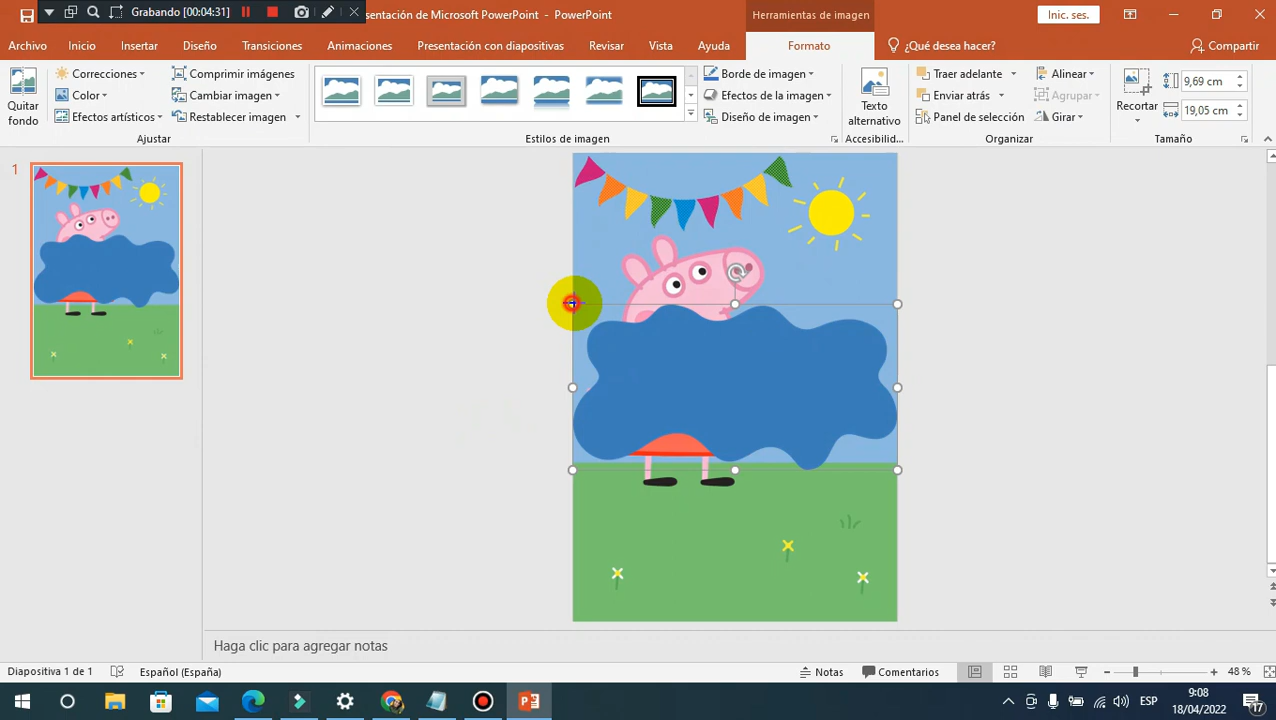 Grabando [00:04:31]
presentación de Microsoft PowerPoint - PowerPoint
Herramientas de imagen
Inic. ses.
Archivo Inicio Insertar Diseño Transiciones Animaciones Presentación con diapositivas Revisar Vista Ayuda Formato ¿Qué desea hacer? Compartir
Quitar fondo
Correcciones
Color
Efectos artísticos
Comprimir imágenes
Cambiar imagen
Restablecer imagen
Ajustar
Estilos de imagen
Borde de imagen
Efectos de la imagen
Diseño de imagen
Texto alternativo
Accesibilid...
Traer adelante
Enviar atrás
Panel de selección
Alinear
Agrupar
Girar
Organizar
Recortar
9,69 cm
19,05 cm
Tamaño
1
Haga clic para agregar notas
Diapositiva 1 de 1
Español (España)
Notas
Comentarios
48 %
ESP
9:08
18/04/2022
17